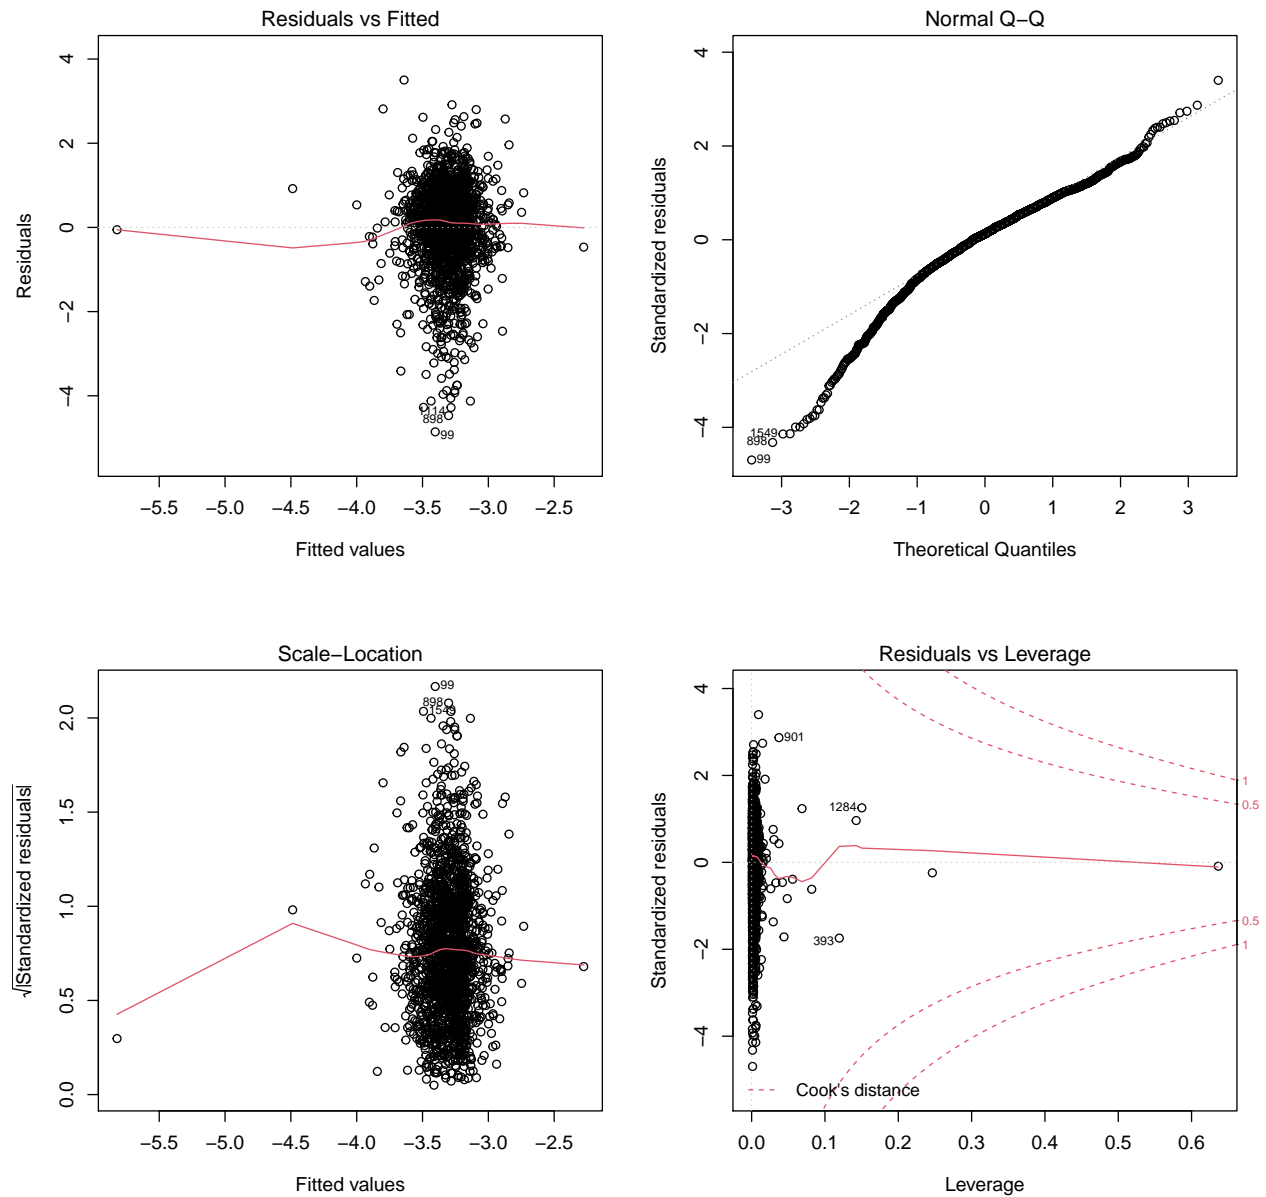 Residuals vs Fitted
Residuals
4
2
0
−2
−4
1114
898
99
−5.5 −5.0 −4.5 −4.0 −3.5 −3.0 −2.5
Fitted values
Normal Q−Q
Standardized residuals
4
2
0
−2
−4
1549
898
99
−3 −2 −1 0 1 2 3
Theoretical Quantiles
Scale−Location
√|Standardized residuals|
2.0
1.5
1.0
0.5
0.0
99
898
1549
−5.5 −5.0 −4.5 −4.0 −3.5 −3.0 −2.5
Fitted values
Residuals vs Leverage
Standardized residuals
4
2
0
−2
−4
901
1284
393
1
0.5
0.5
1
Cook's distance
0.0 0.1 0.2 0.3 0.4 0.5 0.6
Leverage